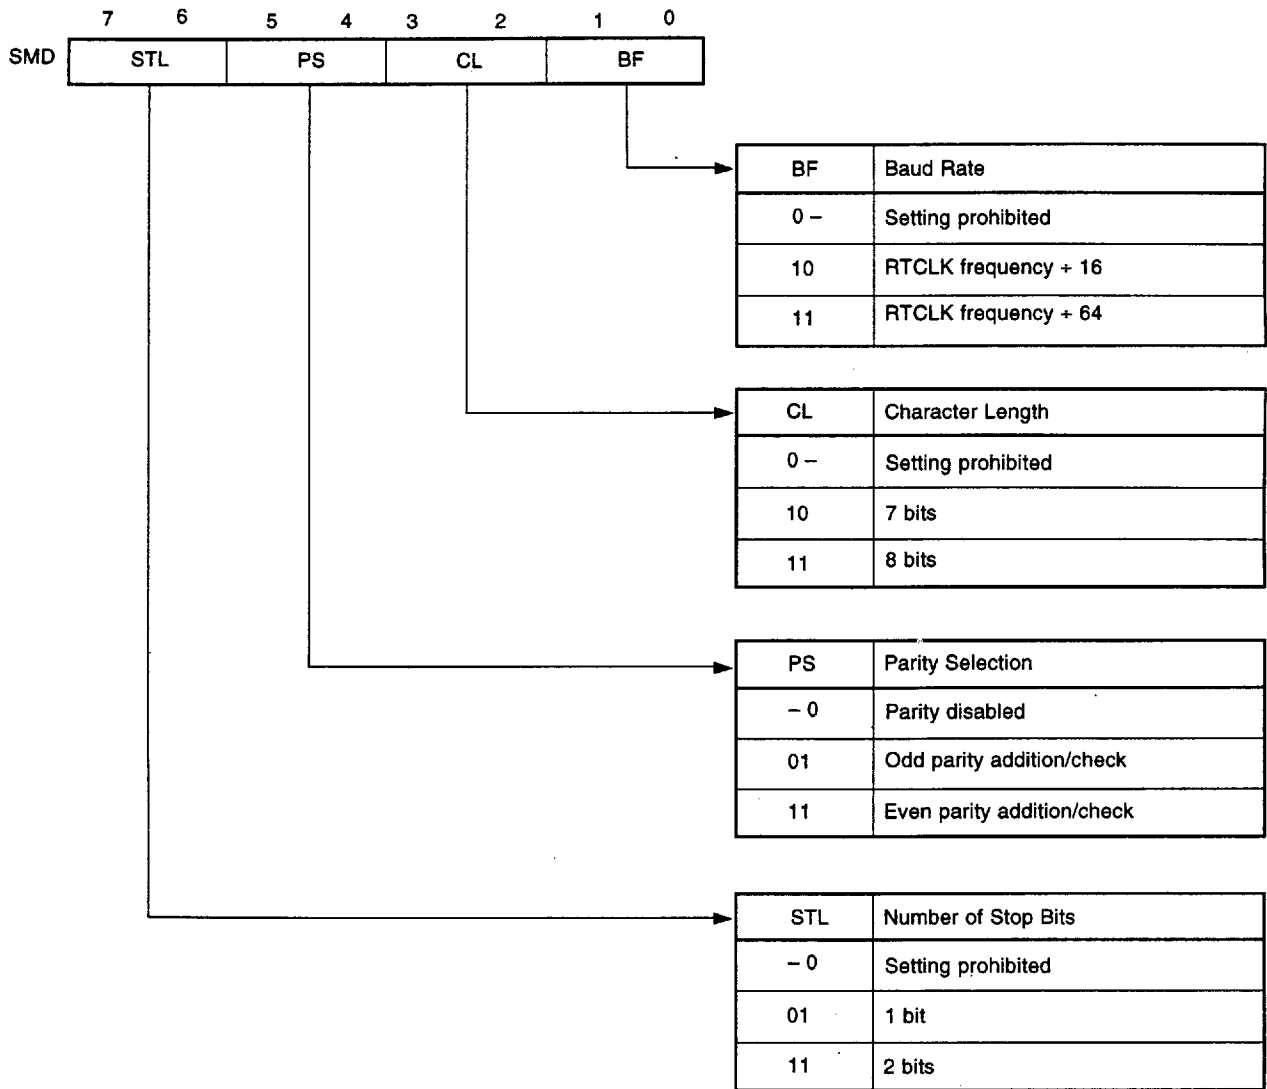 7 6 5 4 3 2 1 0
SMD STL PS CL BF
BF Baud Rate
0 – Setting prohibited
10 RTCLK frequency ÷ 16
11 RTCLK frequency ÷ 64
CL Character Length
0 – Setting prohibited
10 7 bits
11 8 bits
PS Parity Selection
– 0 Parity disabled
01 Odd parity addition/check
11 Even parity addition/check
STL Number of Stop Bits
– 0 Setting prohibited
01 1 bit
11 2 bits